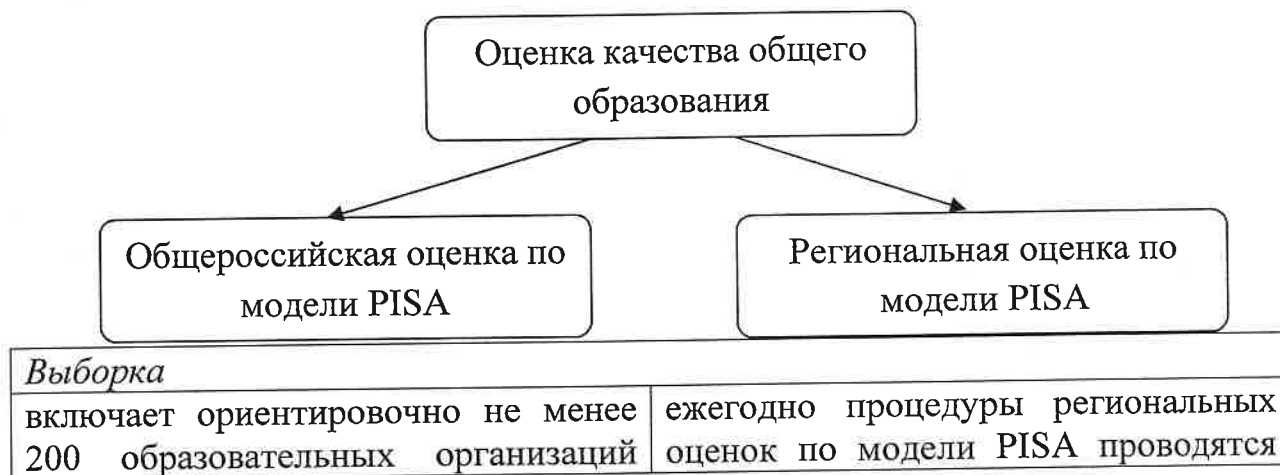 Оценка качества общего
образования
Общероссийская оценка по
модели PISA
Региональная оценка по
модели PISA
Выборка
включает ориентировочно не менее
200 образовательных организаций
ежегодно процедуры региональных
оценок по модели PISA проводятся